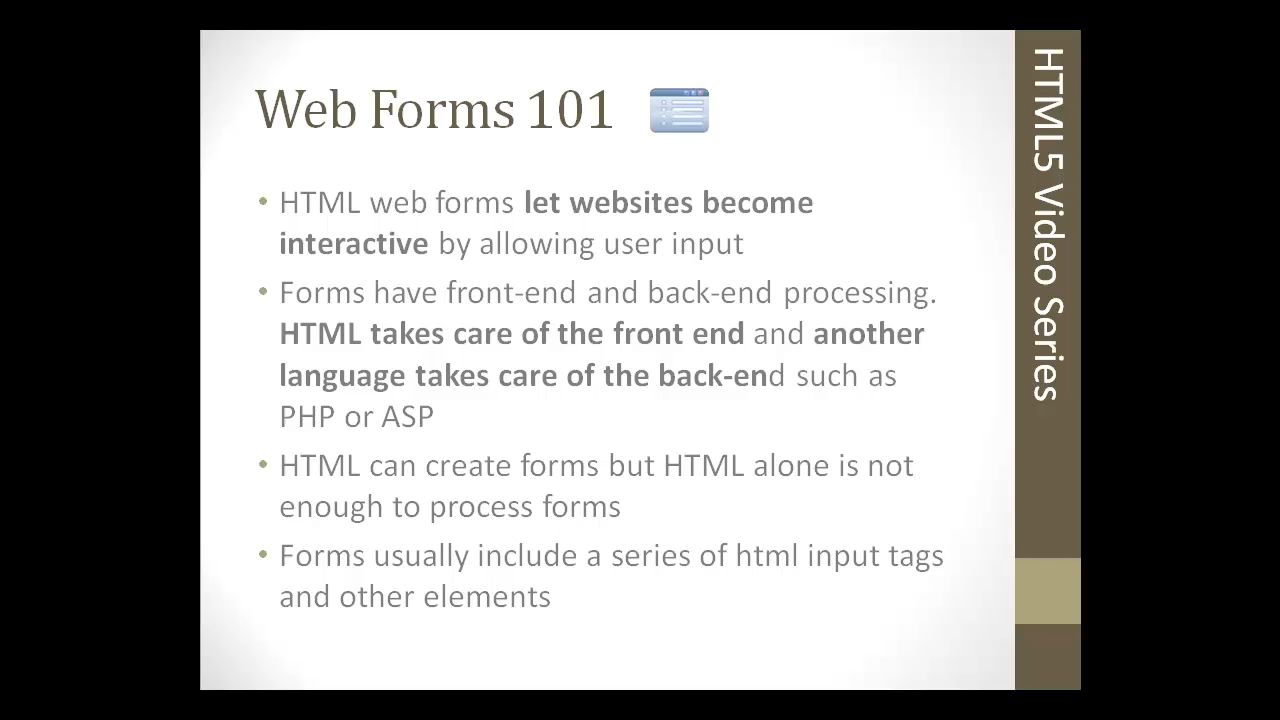 Web Forms 101
• HTML web forms let websites become
interactive by allowing user input
• Forms have front-end and back-end processing.
HTML takes care of the front end and another
language takes care of the back-end such as
PHP or ASP
• HTML can create forms but HTML alone is not
enough to process forms
• Forms usually include a series of html input tags
and other elements
HTML5 Video Series